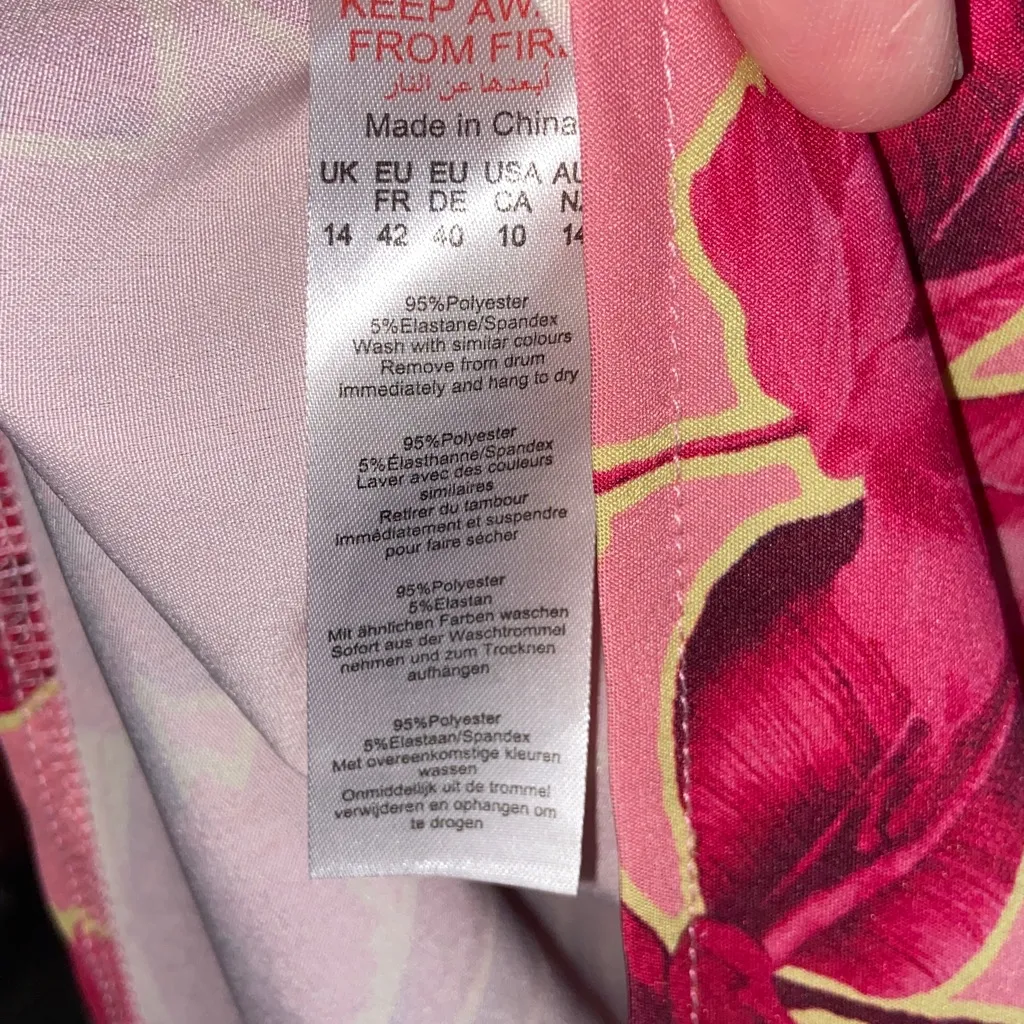 KEEP AW
FROM FIR
أبعدها عن النار
Made in China
UK EU EU USA AU
FR DE CA N
14 42 40 10 14
95%Polyester
5%Elastane/Spandex
Wash with similar colours
Remove from drum
immediately and hang to dry
95%Polyester
5%Élasthanne/Spandex
Laver avec des couleurs
similaires
Retirer du tambour
immédiatement et suspendre
pour faire sécher
95%Polyester
5%Elastan
Mit ähnlichen Farben waschen
Sofort aus der Waschtrommel
nehmen und zum Trocknen
aufhängen
95%Polyester
5%Elastaan/Spandex
Met overeenkomstige kleuren
wassen
Onmiddellijk uit de trommel
verwijderen en ophangen om
te drogen